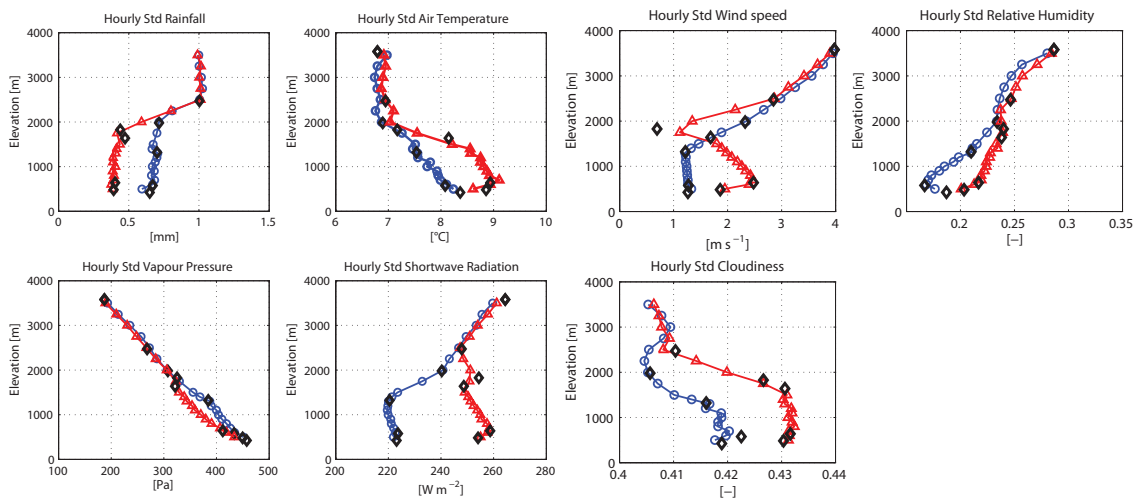 Hourly Std Rainfall
4000
3000
2000
1000
0
Elevation [m]
0 0.5 1 1.5
[mm]
Hourly Std Air Temperature
4000
3000
2000
1000
0
Elevation [m]
6 7 8 9 10
[°C]
Hourly Std Wind speed
4000
3000
2000
1000
0
Elevation [m]
0 1 2 3 4
[m s⁻¹]
Hourly Std Relative Humidity
4000
3000
2000
1000
0
Elevation [m]
0.2 0.25 0.3 0.35
[−]
Hourly Std Vapour Pressure
4000
3000
2000
1000
0
Elevation [m]
100 200 300 400 500
[Pa]
Hourly Std Shortwave Radiation
4000
3000
2000
1000
0
Elevation [m]
200 220 240 260 280
[W m⁻²]
Hourly Std Cloudiness
4000
3000
2000
1000
0
Elevation [m]
0.4 0.41 0.42 0.43 0.44
[−]